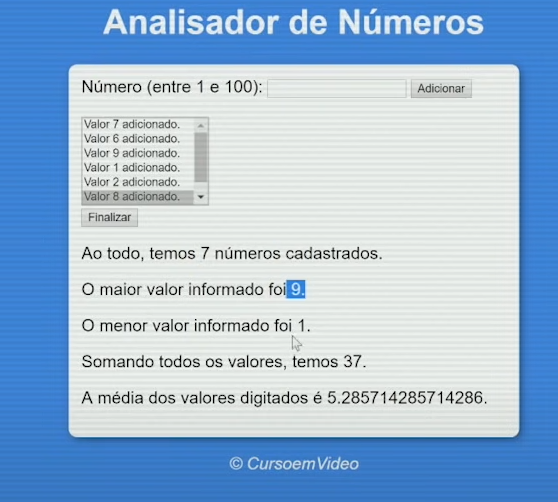 Analisador de Números
Número (entre 1 e 100): Adicionar
Valor 7 adicionado.
Valor 6 adicionado.
Valor 9 adicionado.
Valor 1 adicionado.
Valor 2 adicionado.
Valor 8 adicionado.
Finalizar
Ao todo, temos 7 números cadastrados.
O maior valor informado foi 9.
O menor valor informado foi 1.
Somando todos os valores, temos 37.
A média dos valores digitados é 5.285714285714286.
© CursoemVideo